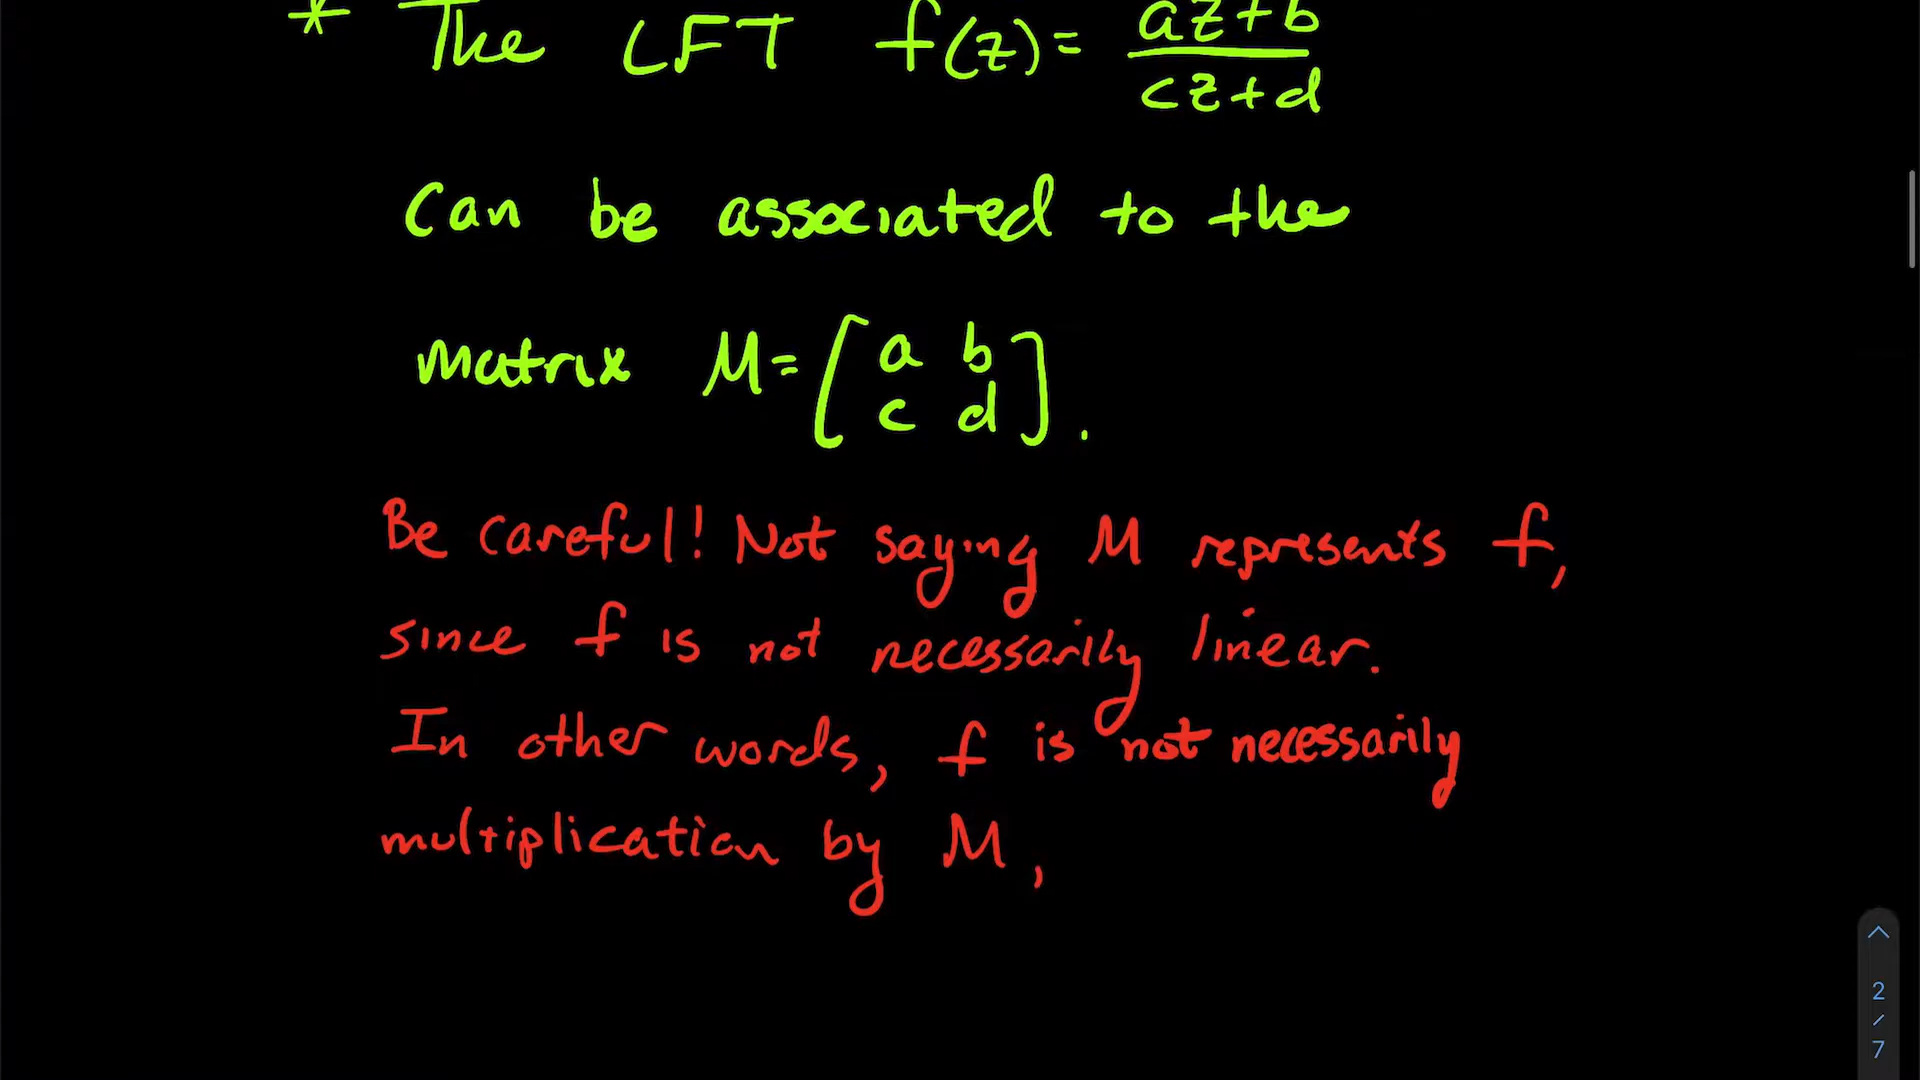 * The LFT f(z) = az+b / cz+d
Can be associated to the
matrix M = [a b
c d].
Be careful! Not saying M represents f,
since f is not necessarily linear.
In other words, f is not necessarily
multiplication by M,
2
/
7